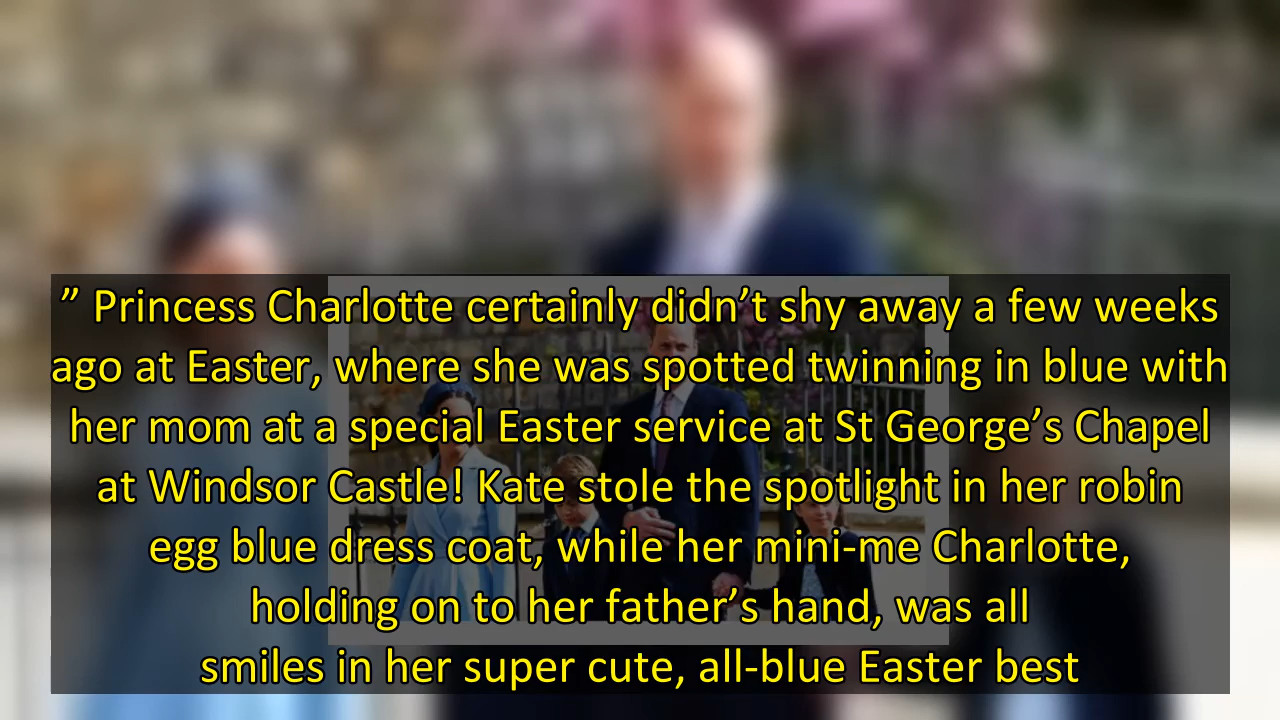 ” Princess Charlotte certainly didn’t shy away a few weeks
ago at Easter, where she was spotted twinning in blue with
her mom at a special Easter service at St George’s Chapel
at Windsor Castle! Kate stole the spotlight in her robin
egg blue dress coat, while her mini-me Charlotte,
holding on to her father’s hand, was all
smiles in her super cute, all-blue Easter best